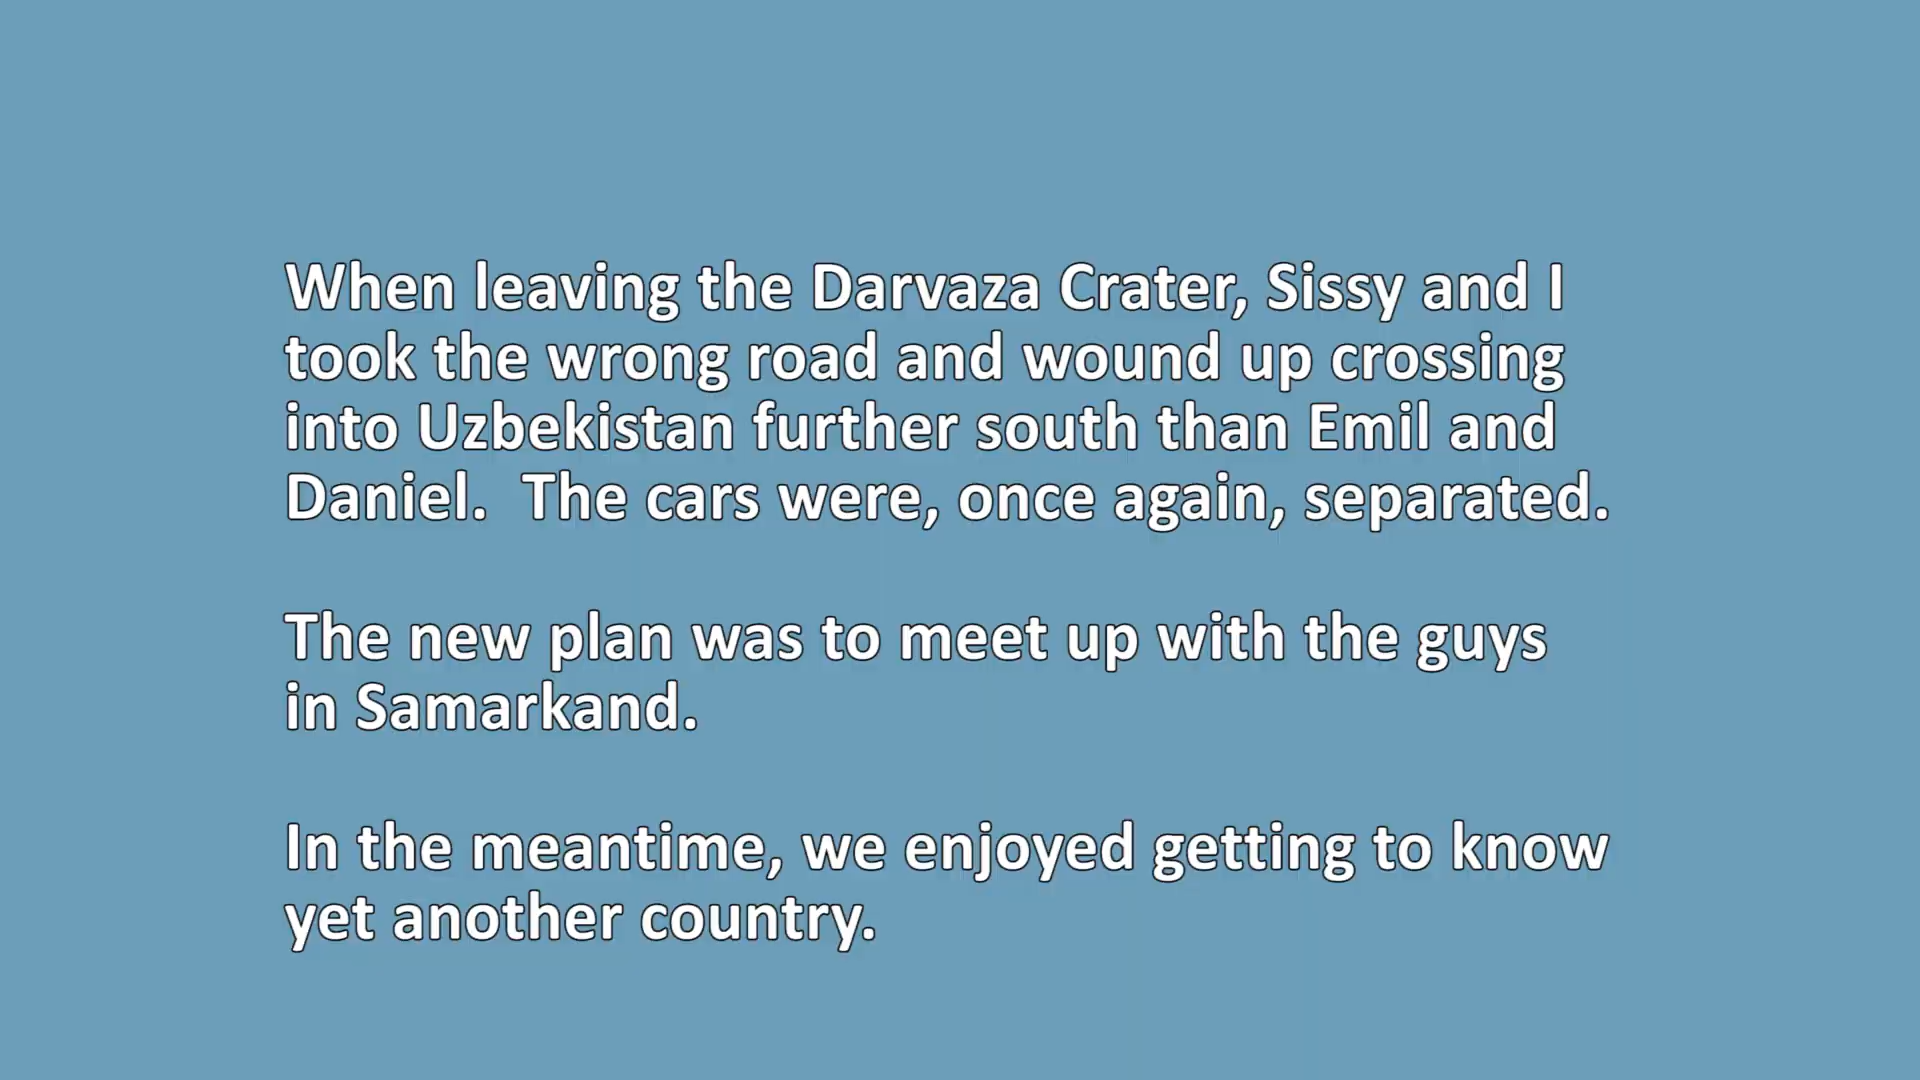 When leaving the Darvaza Crater, Sissy and I
took the wrong road and wound up crossing
into Uzbekistan further south than Emil and
Daniel.  The cars were, once again, separated.
The new plan was to meet up with the guys
in Samarkand.
In the meantime, we enjoyed getting to know
yet another country.